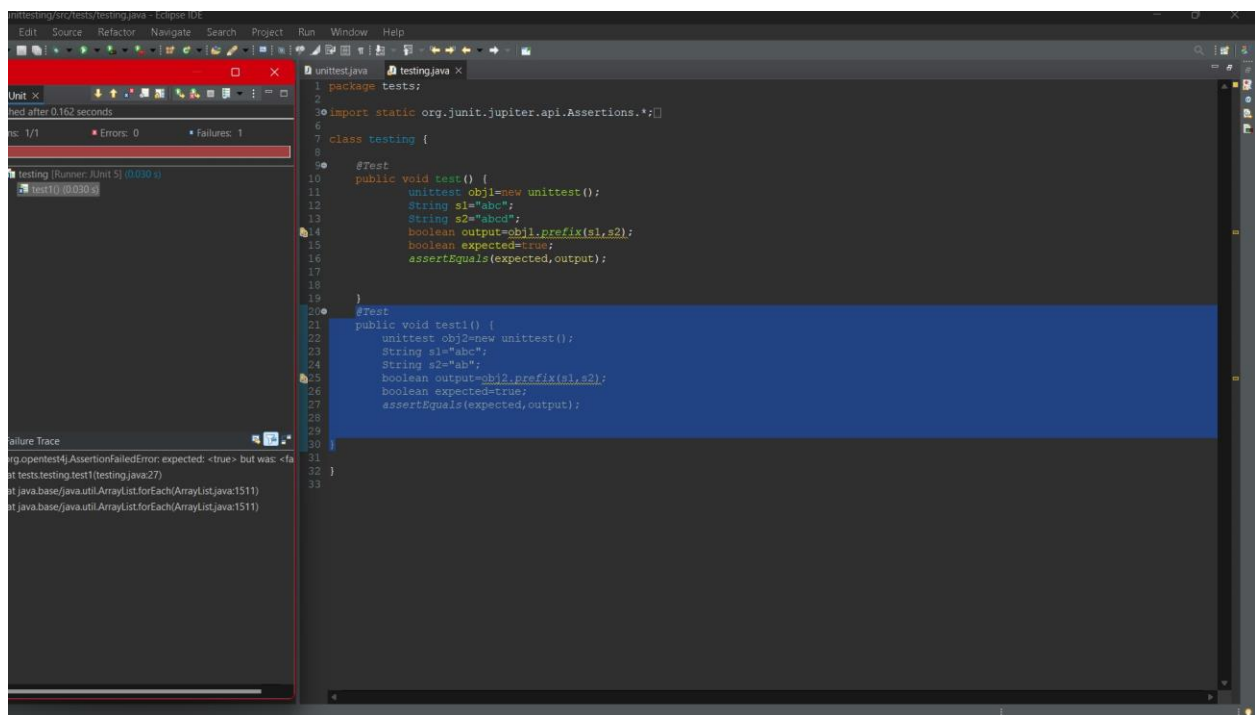 unittesting/src/tests/testing.java - Eclipse IDE
Edit Source Refactor Navigate Search Project Run Window Help
Unit
hed after 0.162 seconds
ns: 1/1 Errors: 0 Failures: 1
testing [Runner: JUnit 5] (0.030 s)
test1() (0.030 s)
Failure Trace
org.opentest4j.AssertionFailedError: expected: <true> but was: <fa
at tests.testing.test1(testing.java:27)
at java.base/java.util.ArrayList.forEach(ArrayList.java:1511)
at java.base/java.util.ArrayList.forEach(ArrayList.java:1511)
unittest.java testing.java
1 package tests;
2
3 import static org.junit.jupiter.api.Assertions.*;
6
7 class testing {
8
9 @Test
10 public void test() {
11 unittest obj1=new unittest();
12 String s1="abc";
13 String s2="abcd";
14 boolean output=obj1.prefix(s1,s2);
15 boolean expected=true;
16 assertEquals(expected,output);
17
18
19 }
20 @Test
21 public void test1() {
22 unittest obj2=new unittest();
23 String s1="abc";
24 String s2="ab";
25 boolean output=obj2.prefix(s1,s2);
26 boolean expected=true;
27 assertEquals(expected,output);
28
29
30 }
31
32 }
33